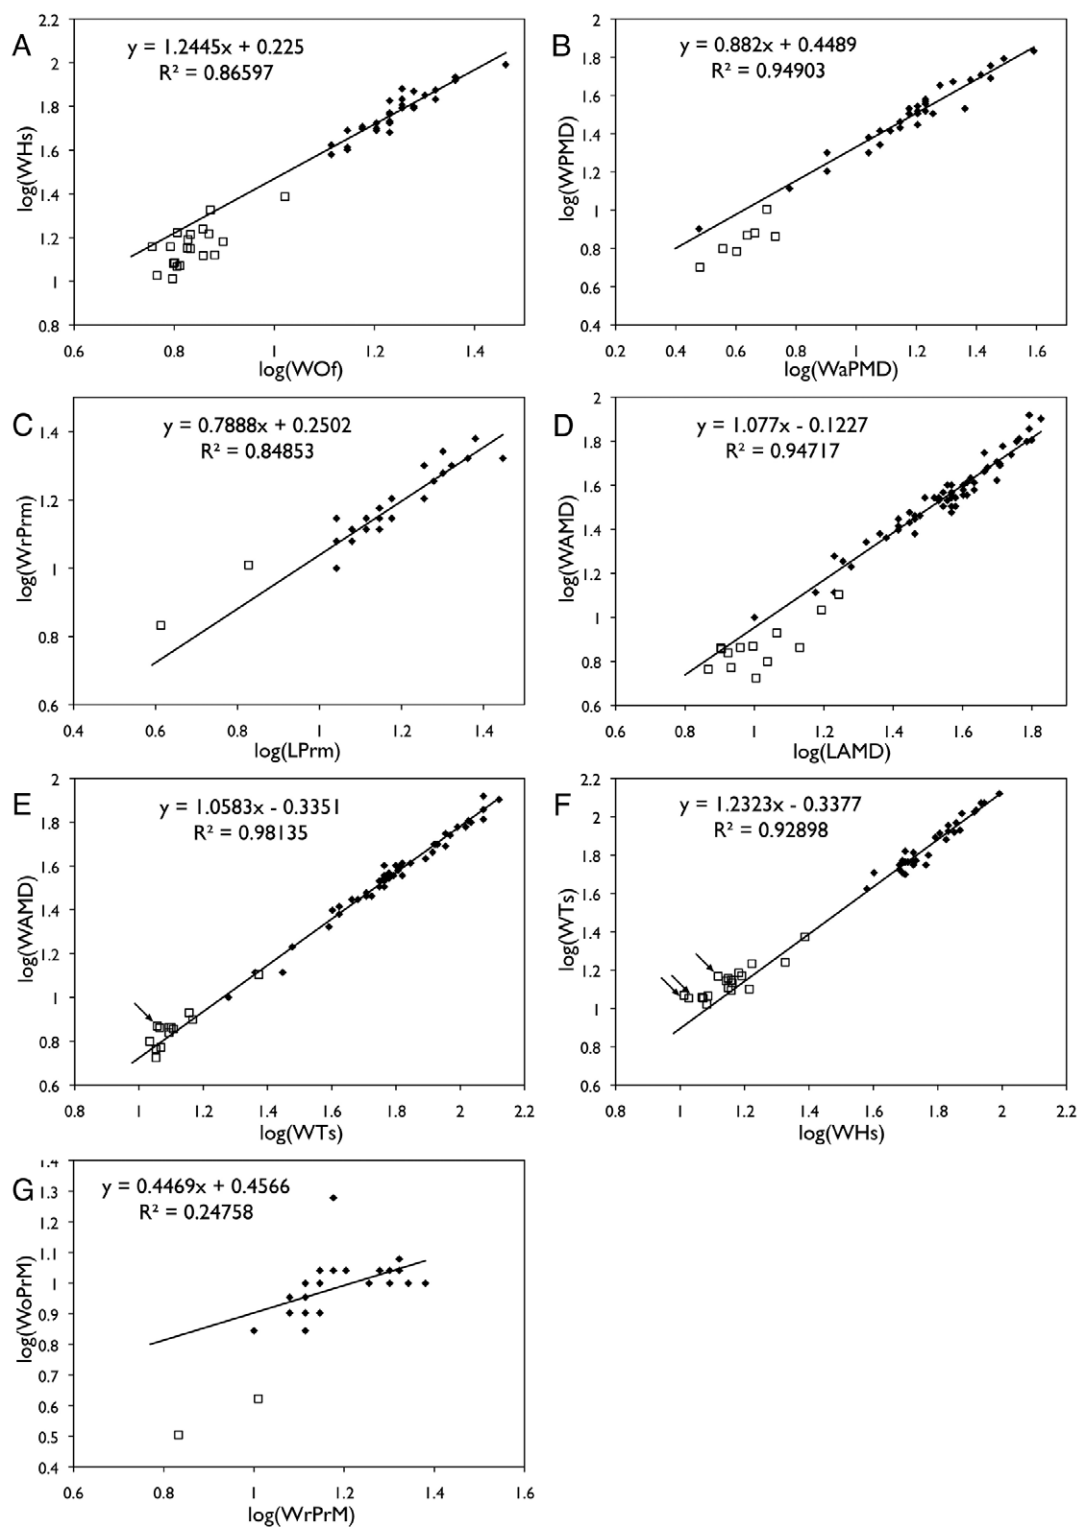 A
y = 1.2445x + 0.225
R² = 0.86597
2.2
2
1.8
1.6
1.4
1.2
1
0.8
log(WHs)
0.6 0.8 1 1.2 1.4
log(WOf)
B
y = 0.882x + 0.4489
R² = 0.94903
2
1.8
1.6
1.4
1.2
1
0.8
0.6
0.4
log(WPMD)
0.2 0.4 0.6 0.8 1 1.2 1.4 1.6
log(WaPMD)
C
y = 0.7888x + 0.2502
R² = 0.84853
1.4
1.2
1
0.8
0.6
log(WrPrm)
0.4 0.6 0.8 1 1.2 1.4
log(LPrm)
D
y = 1.077x - 0.1227
R² = 0.94717
2
1.8
1.6
1.4
1.2
1
0.8
0.6
log(WAMD)
0.6 0.8 1 1.2 1.4 1.6 1.8
log(LAMD)
E
y = 1.0583x - 0.3351
R² = 0.98135
2
1.8
1.6
1.4
1.2
1
0.8
0.6
log(WAMD)
0.8 1 1.2 1.4 1.6 1.8 2 2.2
log(WTs)
F
y = 1.2323x - 0.3377
R² = 0.92898
2.2
2
1.8
1.6
1.4
1.2
1
0.8
0.6
log(WTs)
0.8 1 1.2 1.4 1.6 1.8 2 2.2
log(WHs)
G
y = 0.4469x + 0.4566
R² = 0.24758
1.4
1.3
1.2
1.1
1
0.9
0.8
0.7
0.6
0.5
0.4
log(WoPrM)
0.6 0.8 1 1.2 1.4 1.6
log(WrPrM)